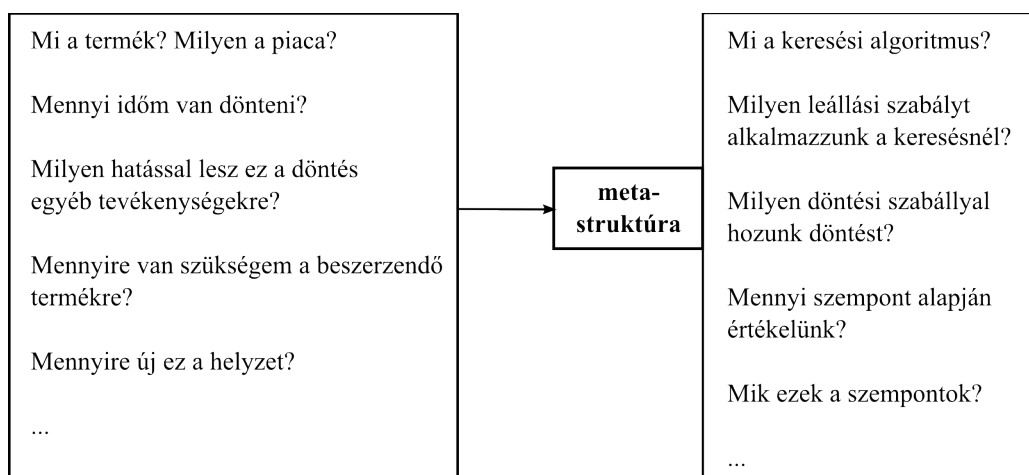 Mi a termék? Milyen a piaca?
Mennyi időm van dönteni?
Milyen hatással lesz ez a döntés
egyéb tevékenységekre?
Mennyire van szükségem a beszerzendő
termékre?
Mennyire új ez a helyzet?
...
meta-
struktúra
Mi a keresési algoritmus?
Milyen leállási szabályt
alkalmazzunk a keresésnél?
Milyen döntési szabállyal
hozunk döntést?
Mennyi szempont alapján
értékelünk?
Mik ezek a szempontok?
...